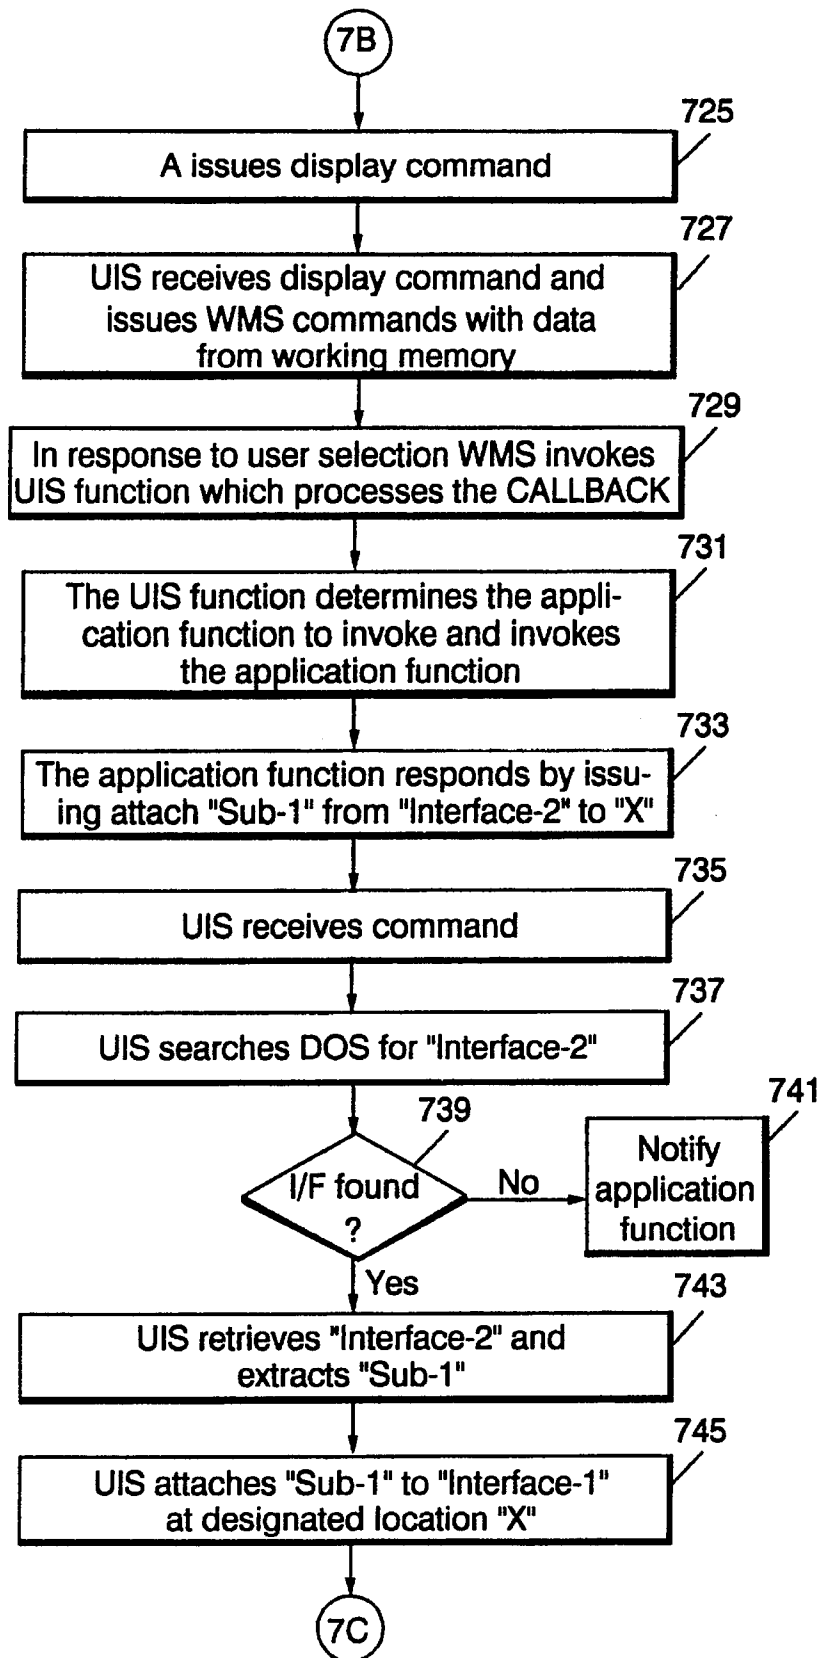 7B
725
A issues display command
727
UIS receives display command and
issues WMS commands with data
from working memory
729
In response to user selection WMS invokes
UIS function which processes the CALLBACK
731
The UIS function determines the appli-
cation function to invoke and invokes
the application function
733
The application function responds by issu-
ing attach "Sub-1" from "Interface-2" to "X"
735
UIS receives command
737
UIS searches DOS for "Interface-2"
739
I/F found
?
No
741
Notify
application
function
Yes
743
UIS retrieves "Interface-2" and
extracts "Sub-1"
745
UIS attaches "Sub-1" to "Interface-1"
at designated location "X"
7C